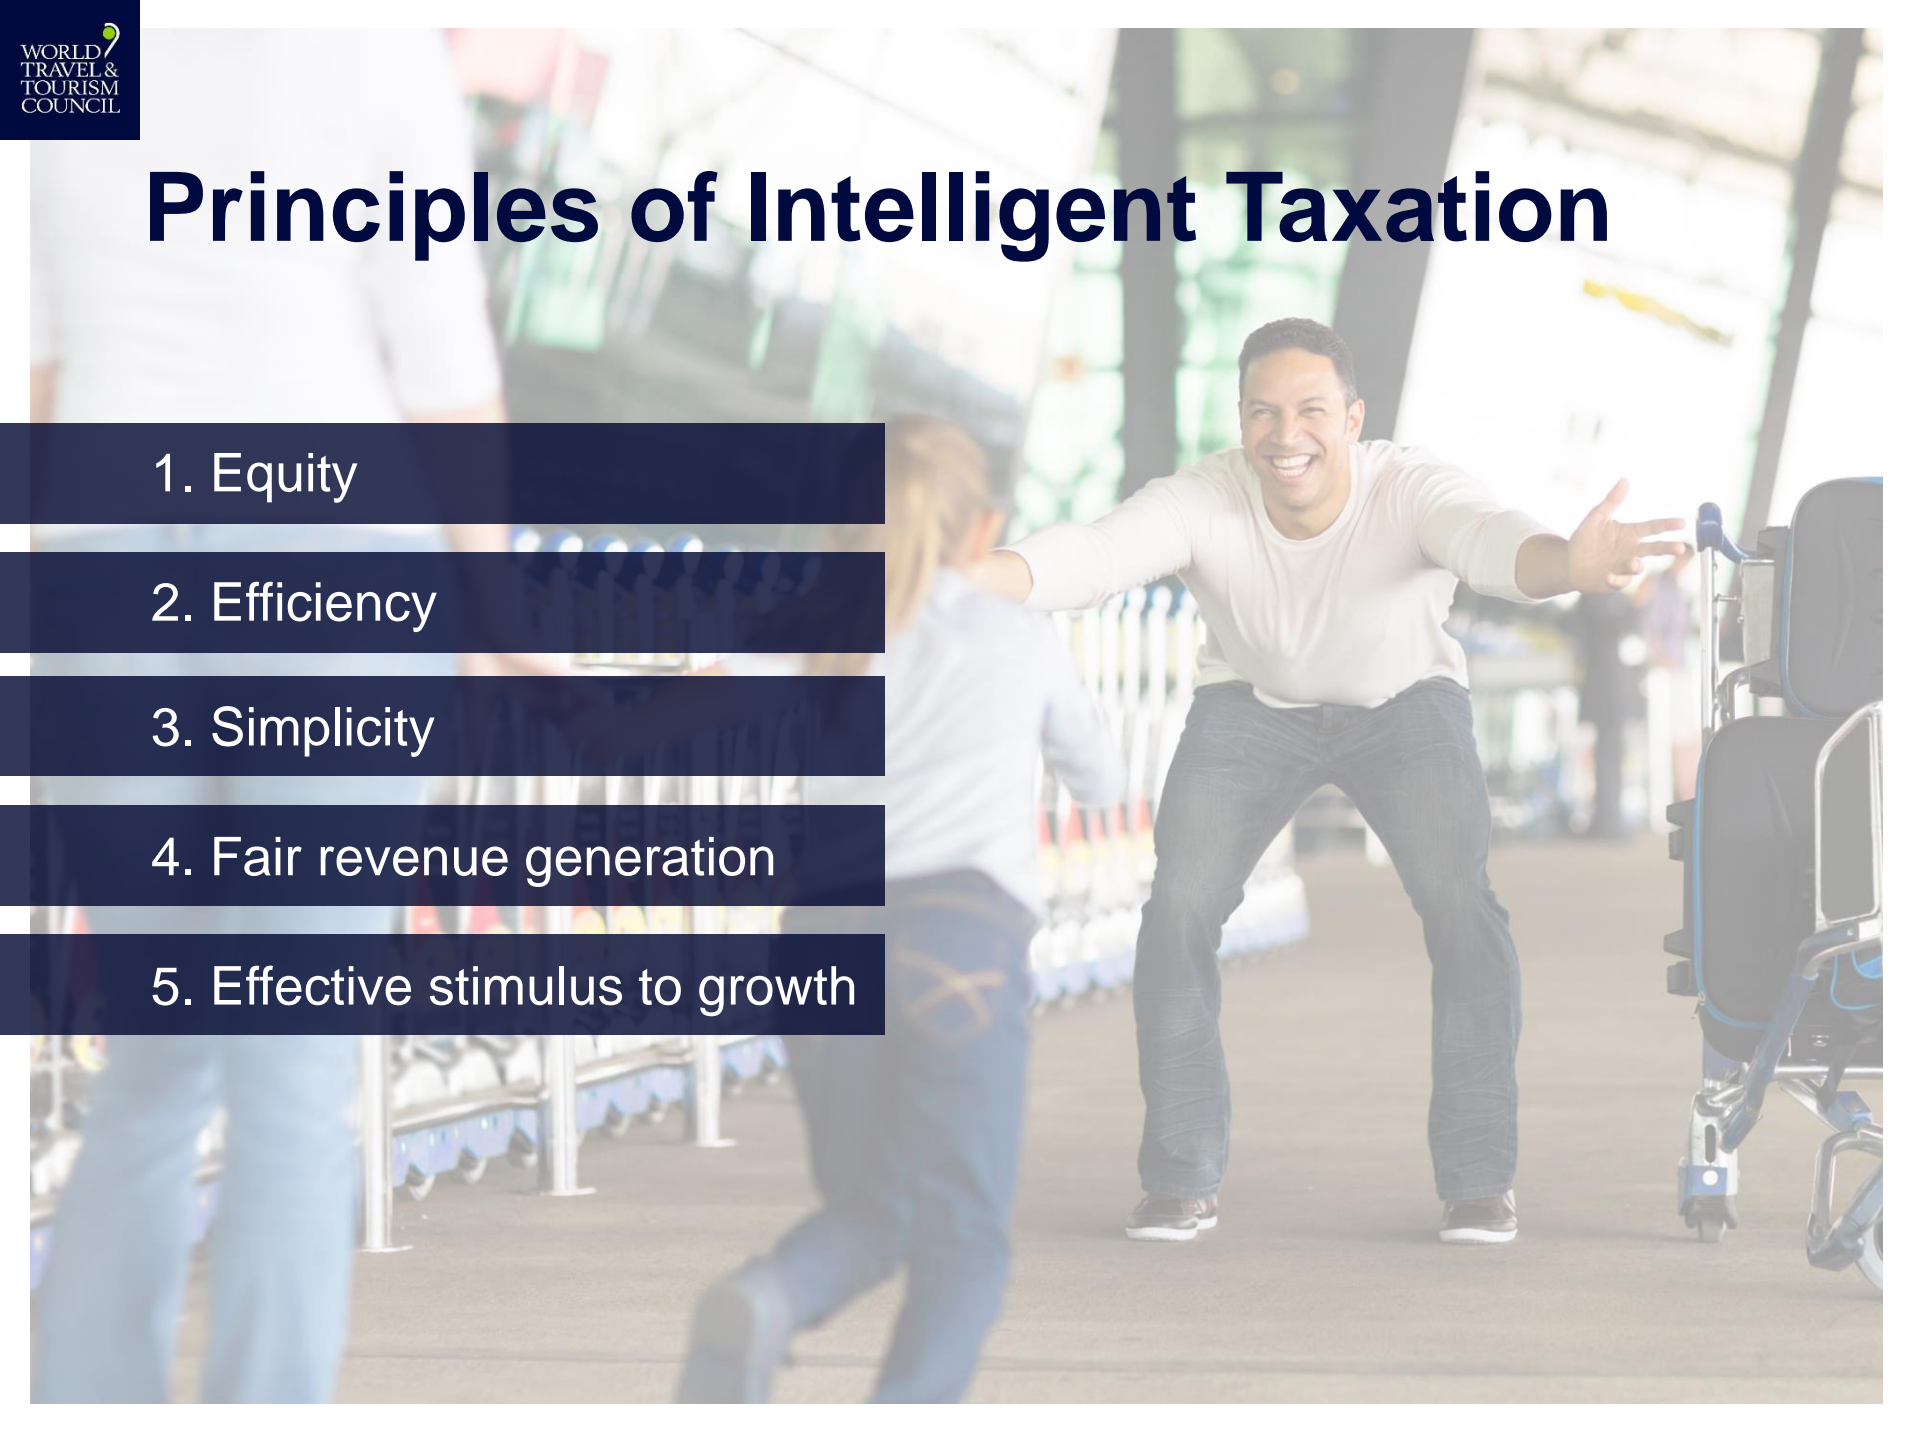 WORLD
TRAVEL &
TOURISM
COUNCIL
Principles of Intelligent Taxation
1. Equity
2. Efficiency
3. Simplicity
4. Fair revenue generation
5. Effective stimulus to growth